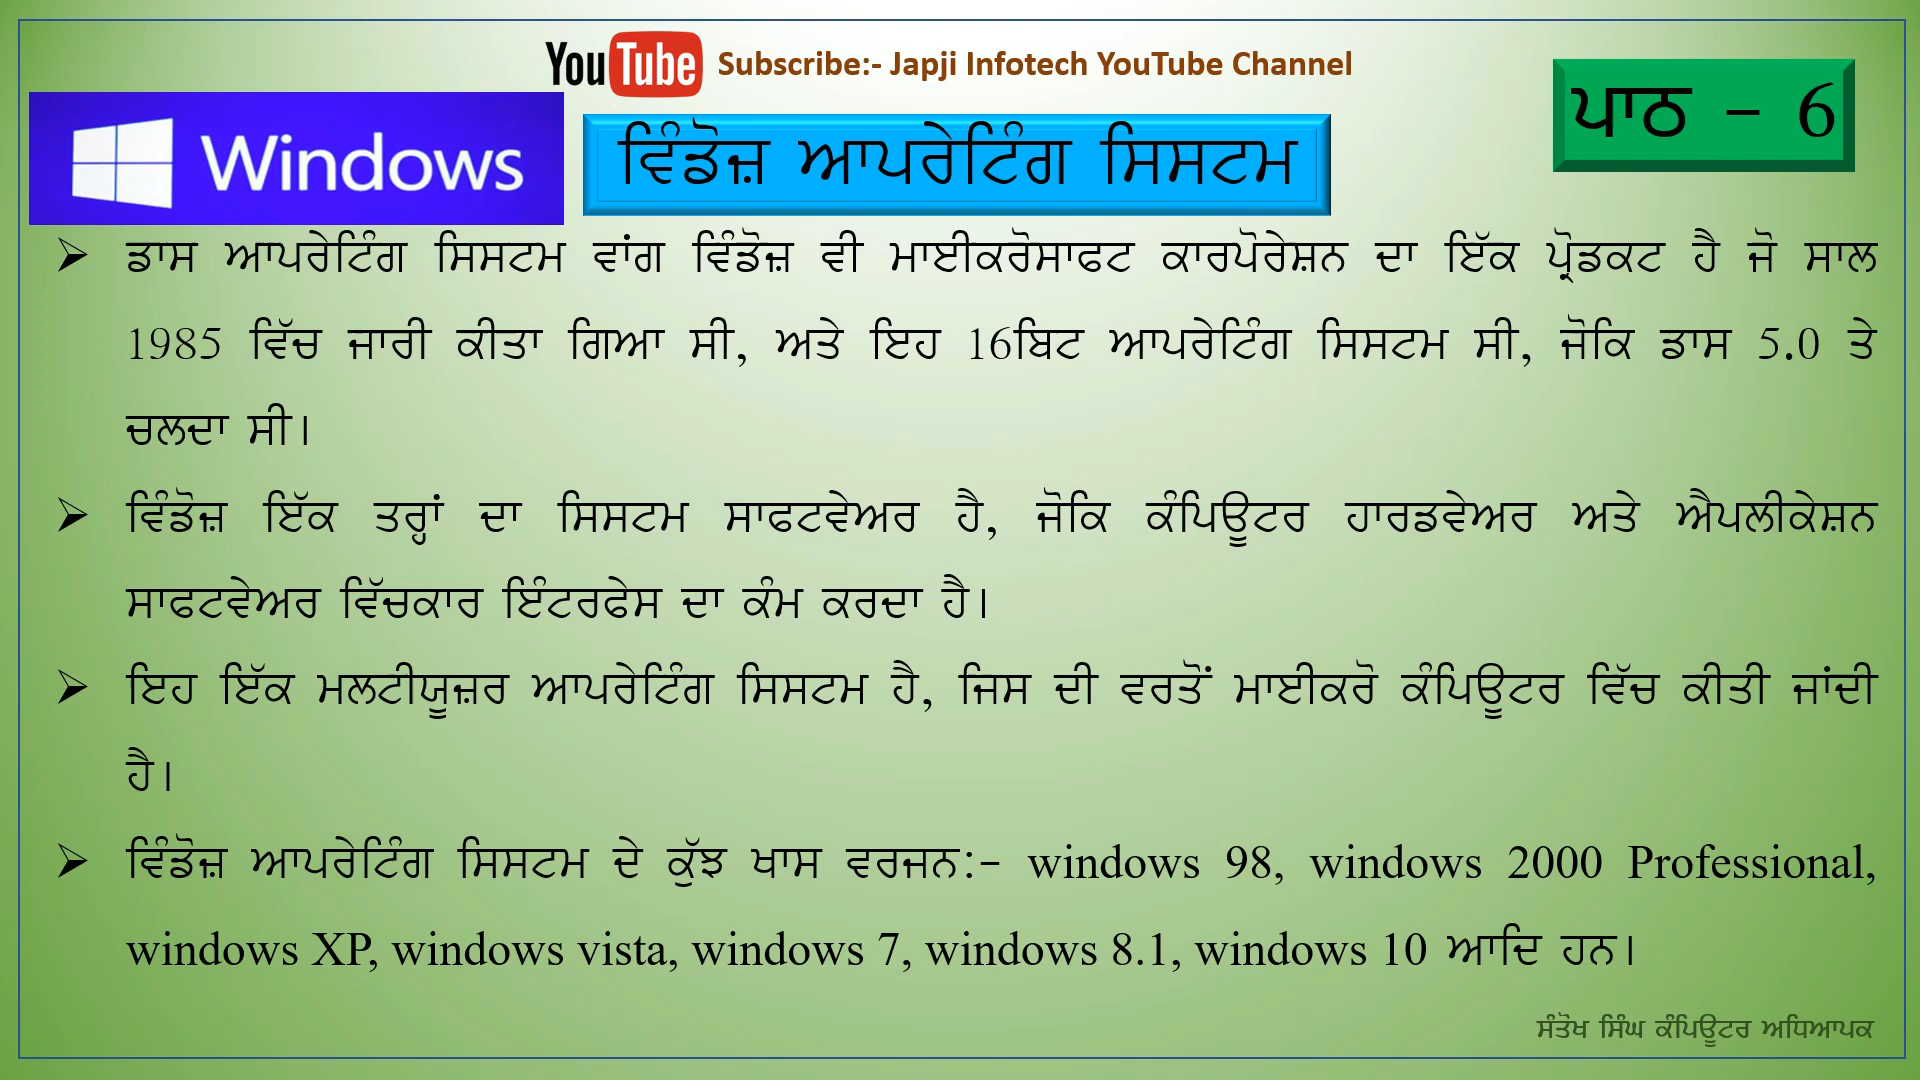 YouTube Subscribe:- Japji Infotech YouTube Channel
ਪਾਠ – 6
Windows
ਵਿੰਡੋਜ਼ ਆਪਰੇਟਿੰਗ ਸਿਸਟਮ
➢ ਡਾਸ ਆਪਰੇਟਿੰਗ ਸਿਸਟਮ ਵਾਂਗ ਵਿੰਡੋਜ਼ ਵੀ ਮਾਈਕਰੋਸਾਫਟ ਕਾਰਪੋਰੇਸ਼ਨ ਦਾ ਇੱਕ ਪ੍ਰੋਡਕਟ ਹੈ ਜੋ ਸਾਲ
1985 ਵਿੱਚ ਜਾਰੀ ਕੀਤਾ ਗਿਆ ਸੀ, ਅਤੇ ਇਹ 16ਬਿਟ ਆਪਰੇਟਿੰਗ ਸਿਸਟਮ ਸੀ, ਜੋਕਿ ਡਾਸ 5.0 ਤੇ
ਚਲਦਾ ਸੀ।
➢ ਵਿੰਡੋਜ਼ ਇੱਕ ਤਰ੍ਹਾਂ ਦਾ ਸਿਸਟਮ ਸਾਫਟਵੇਅਰ ਹੈ, ਜੋਕਿ ਕੰਪਿਊਟਰ ਹਾਰਡਵੇਅਰ ਅਤੇ ਐਪਲੀਕੇਸ਼ਨ
ਸਾਫਟਵੇਅਰ ਵਿੱਚਕਾਰ ਇੰਟਰਫੇਸ ਦਾ ਕੰਮ ਕਰਦਾ ਹੈ।
➢ ਇਹ ਇੱਕ ਮਲਟੀਯੂਜ਼ਰ ਆਪਰੇਟਿੰਗ ਸਿਸਟਮ ਹੈ, ਜਿਸ ਦੀ ਵਰਤੋਂ ਮਾਈਕਰੋ ਕੰਪਿਊਟਰ ਵਿੱਚ ਕੀਤੀ ਜਾਂਦੀ
ਹੈ।
➢ ਵਿੰਡੋਜ਼ ਆਪਰੇਟਿੰਗ ਸਿਸਟਮ ਦੇ ਕੁੱਝ ਖਾਸ ਵਰਜਨ:– windows 98, windows 2000 Professional,
windows XP, windows vista, windows 7, windows 8.1, windows 10 ਆਦਿ ਹਨ।
ਸੰਤੋਖ ਸਿੰਘ ਕੰਪਿਊਟਰ ਅਧਿਆਪਕ